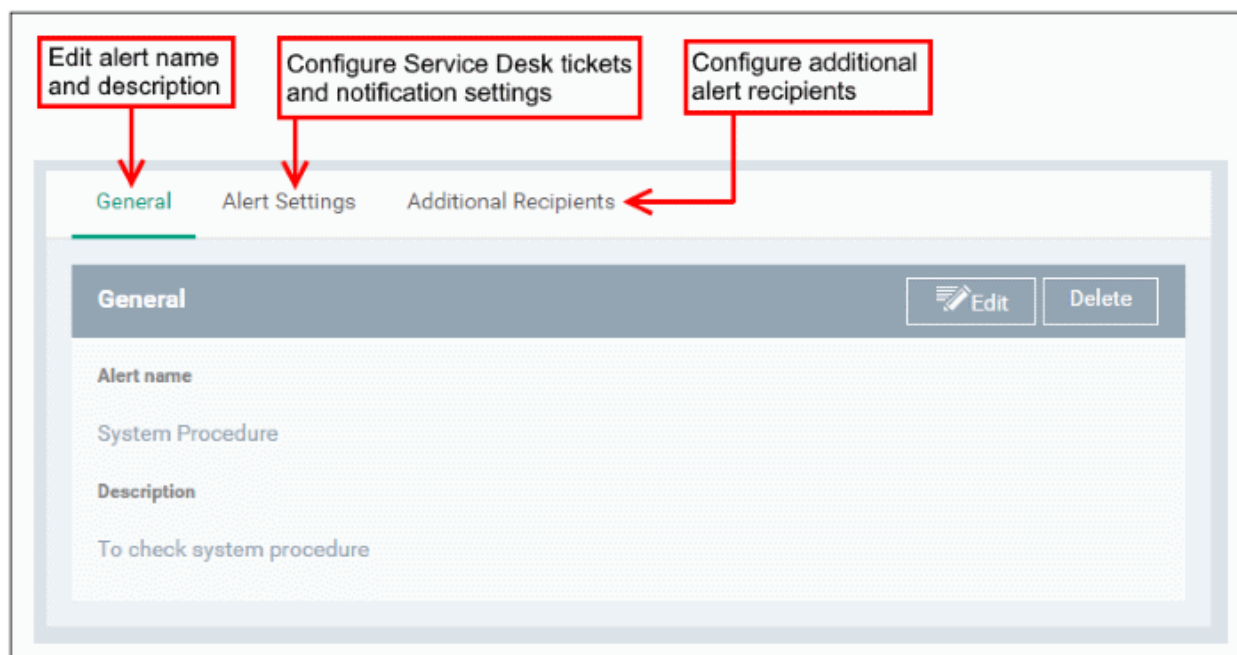 Edit alert name
and description
Configure Service Desk tickets
and notification settings
Configure additional
alert recipients
General Alert Settings Additional Recipients
General Edit Delete
Alert name
System Procedure
Description
To check system procedure